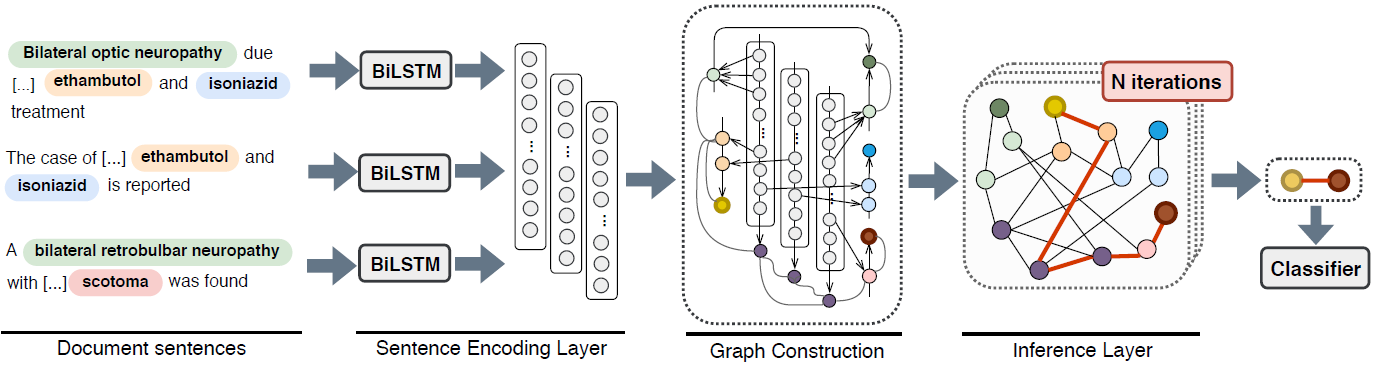 Bilateral optic neuropathy due
[...] ethambutol and isoniazid
treatment
The case of [...] ethambutol and
isoniazid is reported
A bilateral retrobulbar neuropathy
with [...] scotoma was found
BiLSTM
BiLSTM
BiLSTM
...
...
...
...
...
...
N iterations
Classifier
Document sentences
Sentence Encoding Layer
Graph Construction
Inference Layer